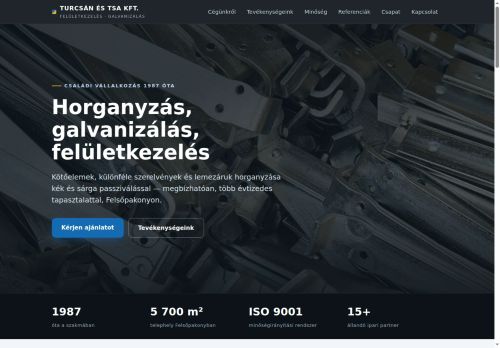 TURCSÁN ÉS TSA KFT.
FELÜLETKEZELÉS · GALVANIZÁLÁS
Cégünkről Tevékenységeink Minőség Referenciák Csapat Kapcsolat
CSALÁDI VÁLLALKOZÁS 1987 ÓTA
Horganyzás,
galvanizálás,
felületkezelés
Kötőelemek, különféle szerelvények és lemezáruk horganyzása
kék és sárga passziválással — megbízhatóan, több évtizedes
tapasztalattal, Felsőpakonyon.
Kérjen ajánlatot Tevékenységeink
1987 5 700 m² ISO 9001 15+
óta a szakmában telephely Felsőpakonyban minőségirányítási rendszer állandó ipari partner